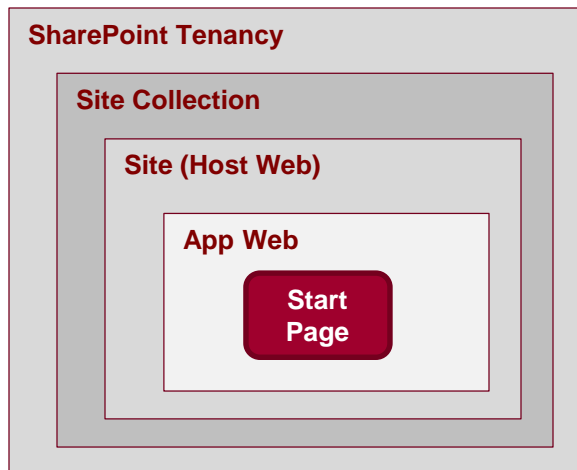 SharePoint Tenancy
Site Collection
Site (Host Web)
App Web
Start
Page